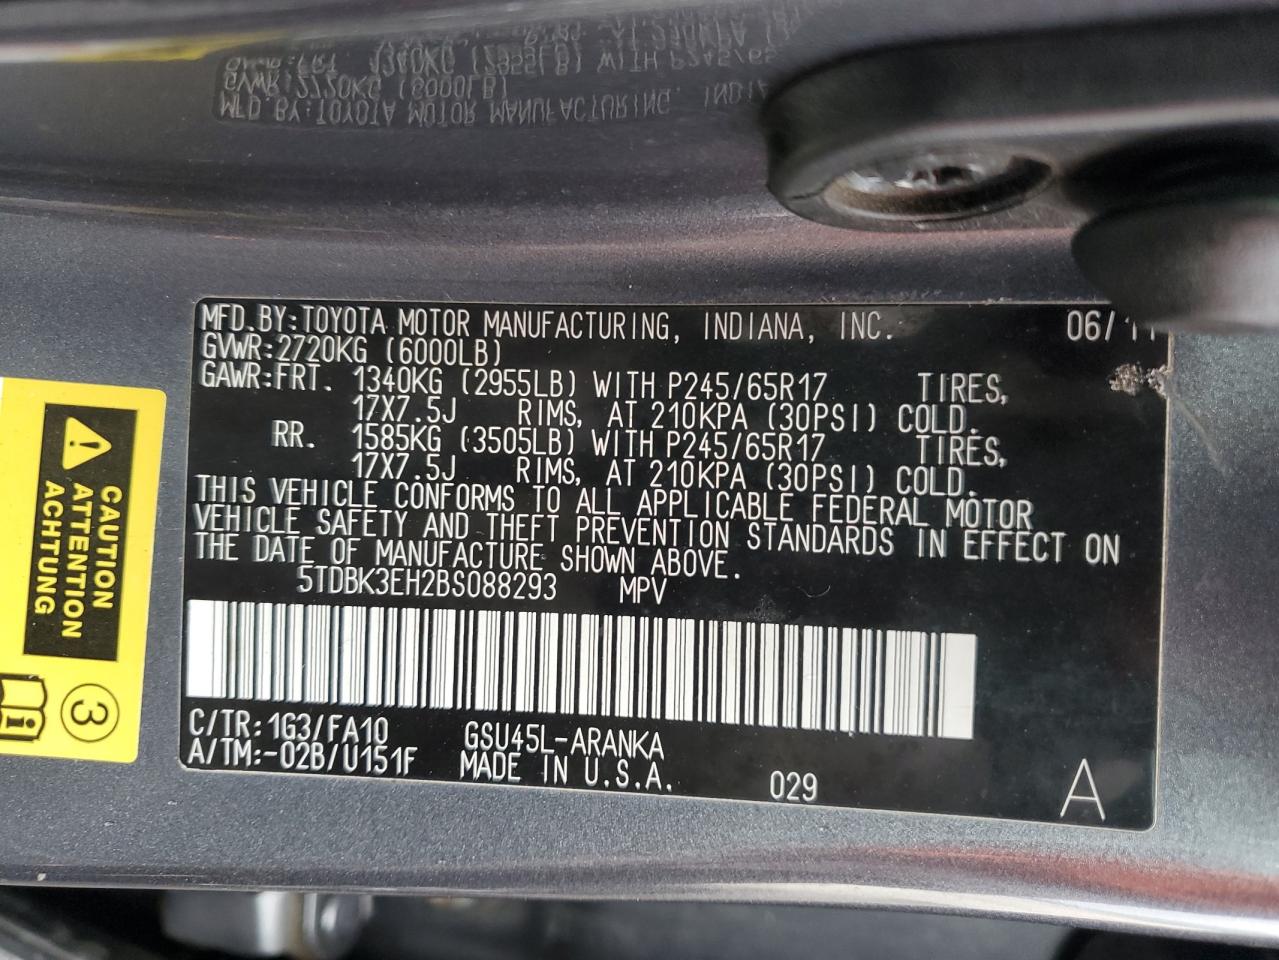 MFD.BY:TOYOTA MOTOR MANUFACTURING, INDIANA, INC. 06/11
GVWR:2720KG (6000LB)
GAWR:FRT. 1340KG (2955LB) WITH P245/65R17 TIRES,
17X7.5J RIMS, AT 210KPA (30PSI) COLD.
RR. 1585KG (3505LB) WITH P245/65R17 TIRES,
17X7.5J RIMS, AT 210KPA (30PSI) COLD.
THIS VEHICLE CONFORMS TO ALL APPLICABLE FEDERAL MOTOR
VEHICLE SAFETY AND THEFT PREVENTION STANDARDS IN EFFECT ON
THE DATE OF MANUFACTURE SHOWN ABOVE.
5TDBK3EH2BS088293 MPV
C/TR:1G3/FA10 GSU45L-ARANKA
A/TM:-02B/U151F MADE IN U.S.A. 029 A
CAUTION
ATTENTION
ACHTUNG
3